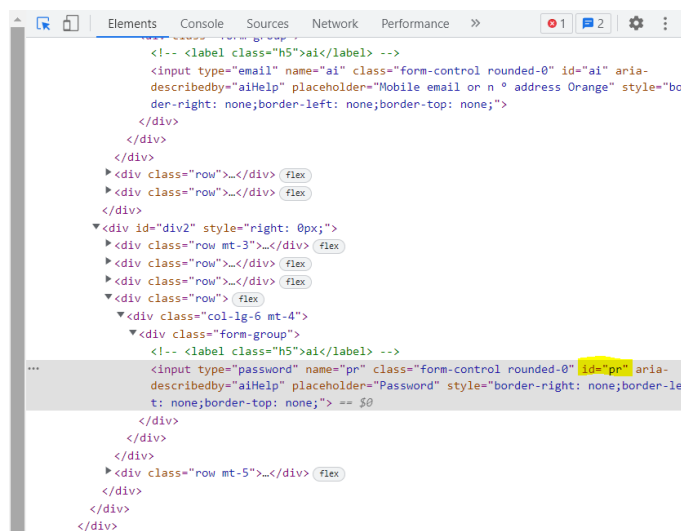 Elements Console Sources Network Performance » 1 2
<!-- <label class="h5">ai</label> -->
<input type="email" name="ai" class="form-control rounded-0" id="ai" aria-
describedby="aiHelp" placeholder="Mobile email or n º address Orange" style="bo
der-right: none;border-left: none;border-top: none;">
</div>
</div>
</div>
<div class="row">…</div> flex
<div class="row">…</div> flex
</div>
<div id="div2" style="right: 0px;">
<div class="row mt-3">…</div> flex
<div class="row">…</div> flex
<div class="row">…</div> flex
<div class="row"> flex
<div class="col-lg-6 mt-4">
<div class="form-group">
<!-- <label class="h5">ai</label> -->
<input type="password" name="pr" class="form-control rounded-0" id="pr" aria-
describedby="aiHelp" placeholder="Password" style="border-right: none;border-le
t: none;border-top: none;"> == $0
</div>
</div>
</div>
<div class="row mt-5">…</div> flex
</div>
</div>
</div>